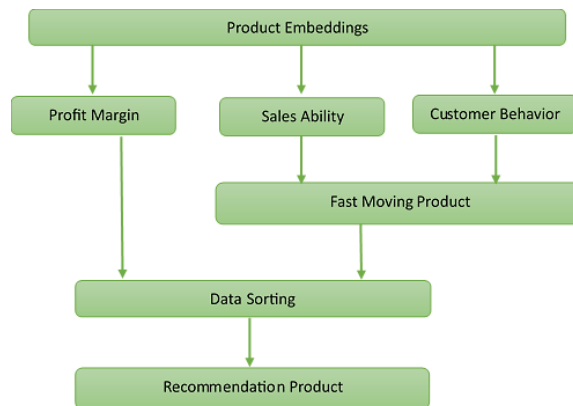 Product Embeddings
Profit Margin
Sales Ability
Customer Behavior
Fast Moving Product
Data Sorting
Recommendation Product